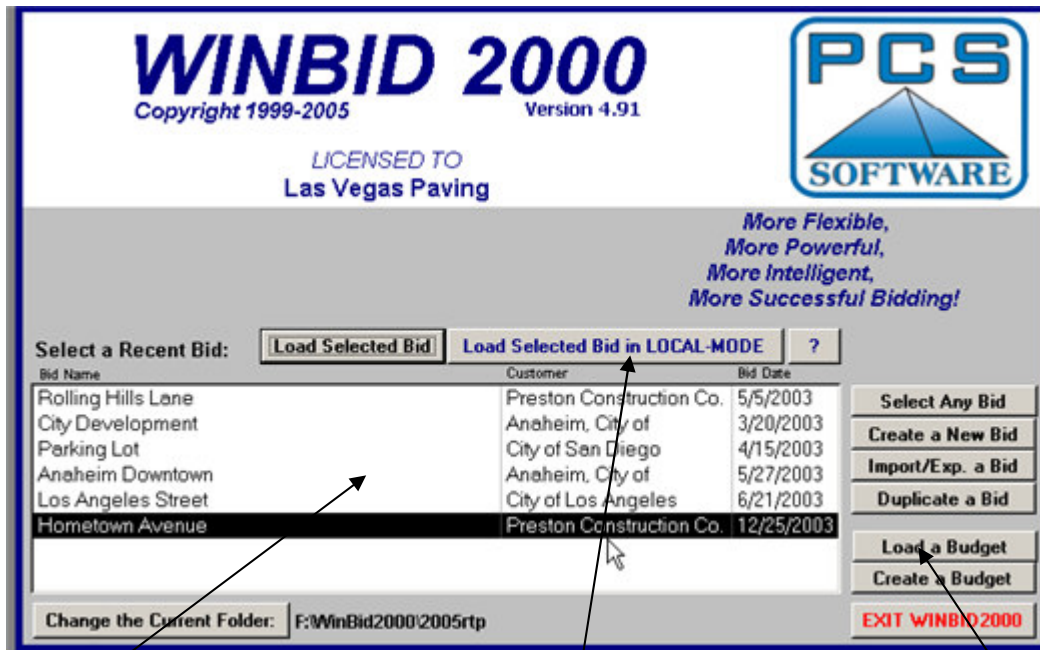 WINBID 2000
Copyright 1999-2005 Version 4.91
PCS
SOFTWARE
LICENSED TO
Las Vegas Paving
More Flexible,
More Powerful,
More Intelligent,
More Successful Bidding!
Select a Recent Bid: Load Selected Bid Load Selected Bid in LOCAL-MODE ?
Bid Name Customer Bid Date
Rolling Hills Lane Preston Construction Co. 5/5/2003
City Development Anaheim, City of 3/20/2003
Parking Lot City of San Diego 4/15/2003
Anaheim Downtown Anaheim, City of 5/27/2003
Los Angeles Street City of Los Angeles 6/21/2003
Hometown Avenue Preston Construction Co. 12/25/2003
Select Any Bid
Create a New Bid
Import/Exp. a Bid
Duplicate a Bid
Load a Budget
Create a Budget
Change the Current Folder: F:\WinBid2000\2005rtp
EXIT WINBID2000